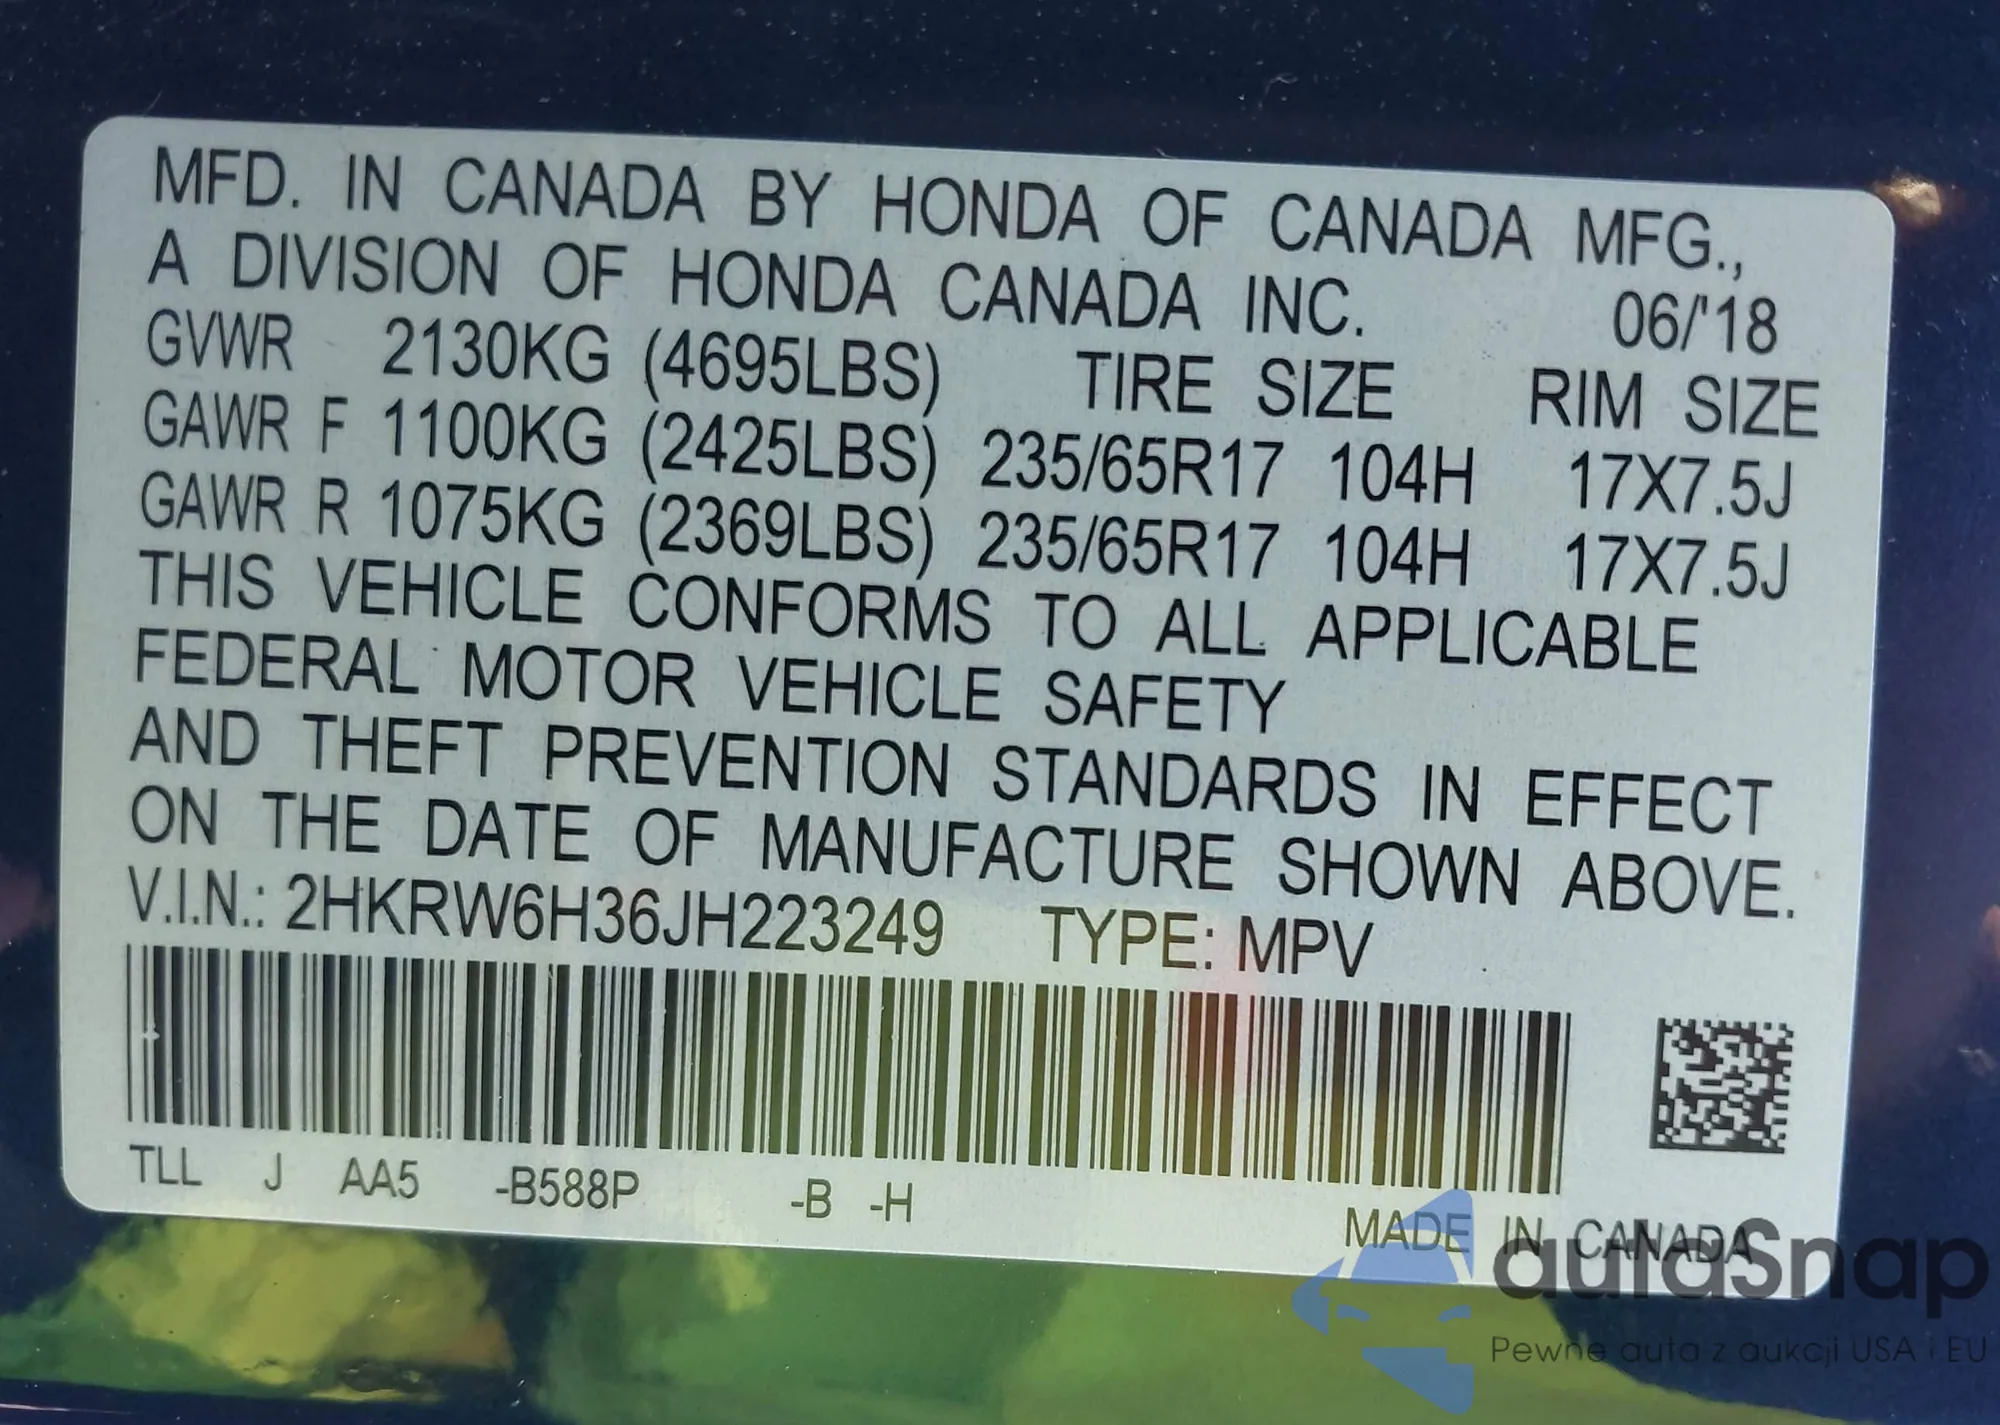 MFD. IN CANADA BY HONDA OF CANADA MFG.,
A DIVISION OF HONDA CANADA INC. 06/'18
GVWR 2130KG (4695LBS) TIRE SIZE RIM SIZE
GAWR F 1100KG (2425LBS) 235/65R17 104H 17X7.5J
GAWR R 1075KG (2369LBS) 235/65R17 104H 17X7.5J
THIS VEHICLE CONFORMS TO ALL APPLICABLE
FEDERAL MOTOR VEHICLE SAFETY
AND THEFT PREVENTION STANDARDS IN EFFECT
ON THE DATE OF MANUFACTURE SHOWN ABOVE.
V.I.N.: 2HKRW6H36JH223249 TYPE: MPV
TLL J AA5 -B588P -B -H
MADE IN CANADA
autaSnap
Pewne auta z aukcji USA i EU